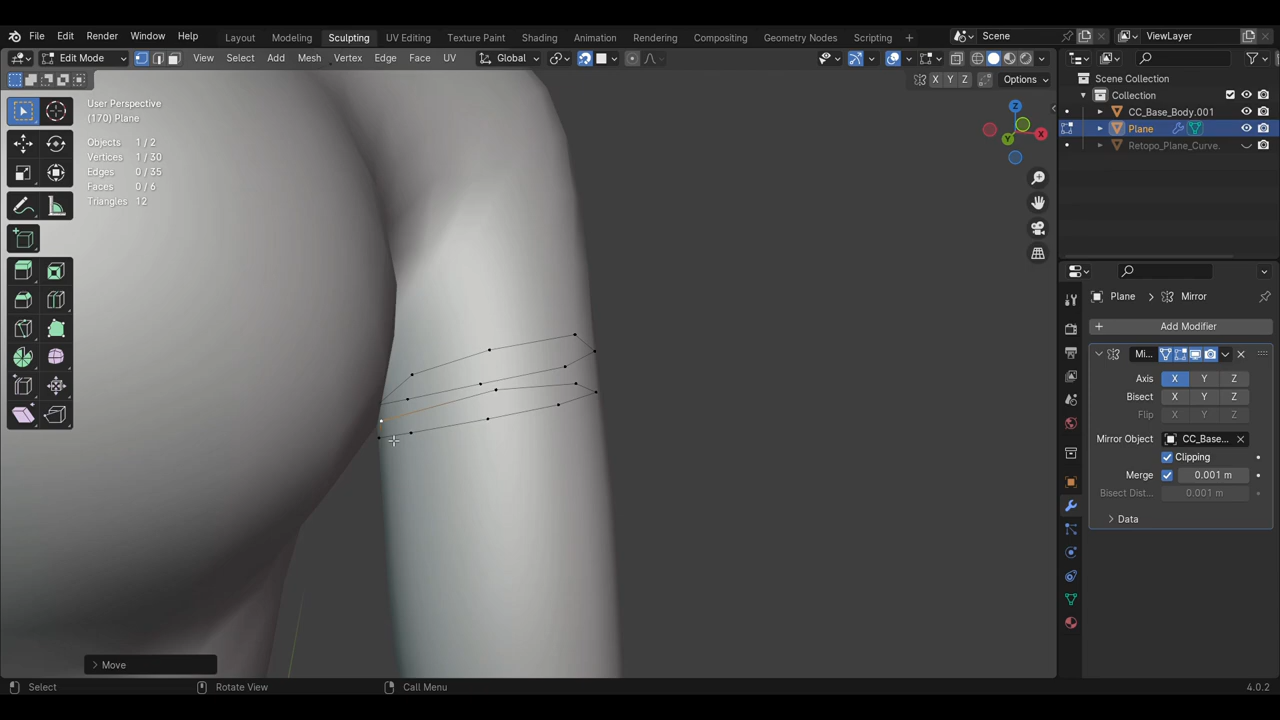 File Edit Render Window Help Layout Modeling Sculpting UV Editing Texture Paint Shading Animation Rendering Compositing Geometry Nodes Scripting Scene ViewLayer
Edit Mode View Select Add Mesh Vertex Edge Face UV Global
X Y Z Options
User Perspective
(170) Plane
Objects 1 / 2
Vertices 1 / 30
Edges 0 / 35
Faces 0 / 6
Triangles 12
Z
X
Y
Move
Scene Collection
Collection
CC_Base_Body.001
Plane
Retopo_Plane_Curve.
Plane Mirror
Add Modifier
Mi...
Axis X Y Z
Bisect X Y Z
Flip X Y Z
Mirror Object CC_Base...
Clipping
Merge 0.001 m
Bisect Dist... 0.001 m
Data
Select Rotate View Call Menu 4.0.2